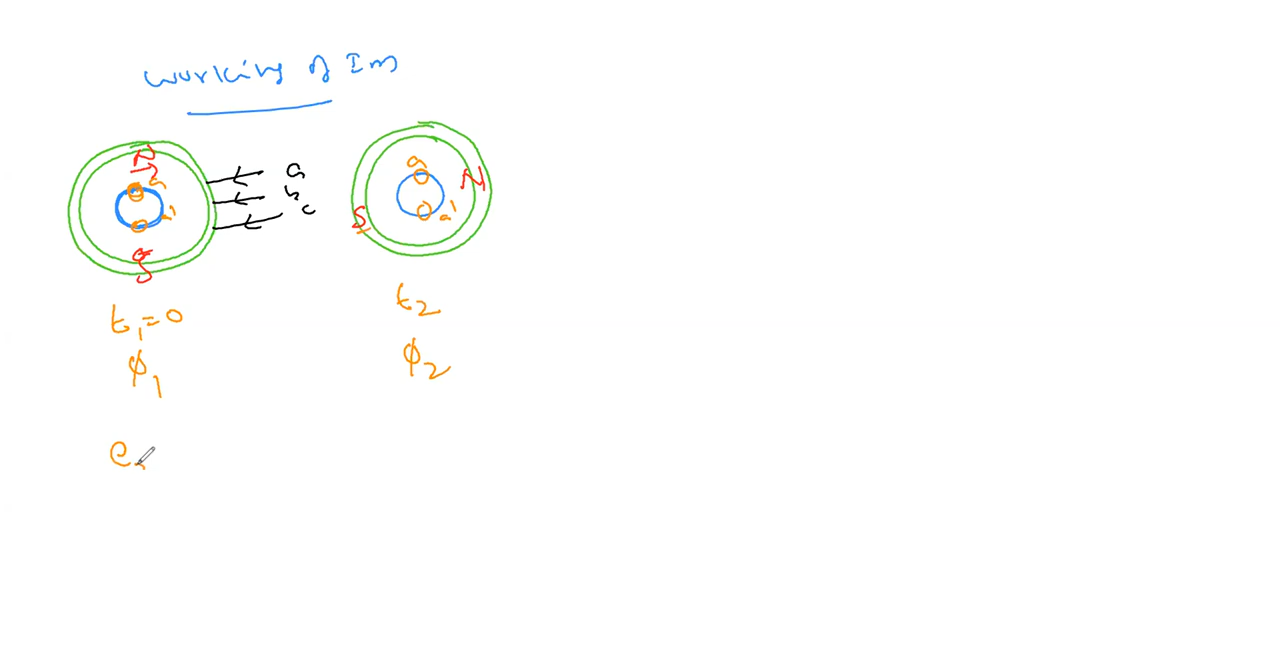 Working of Im
N
a
a'
S
a
b
c
t₁=0
ϕ₁
a
N
S
a'
t₂
ϕ₂
e